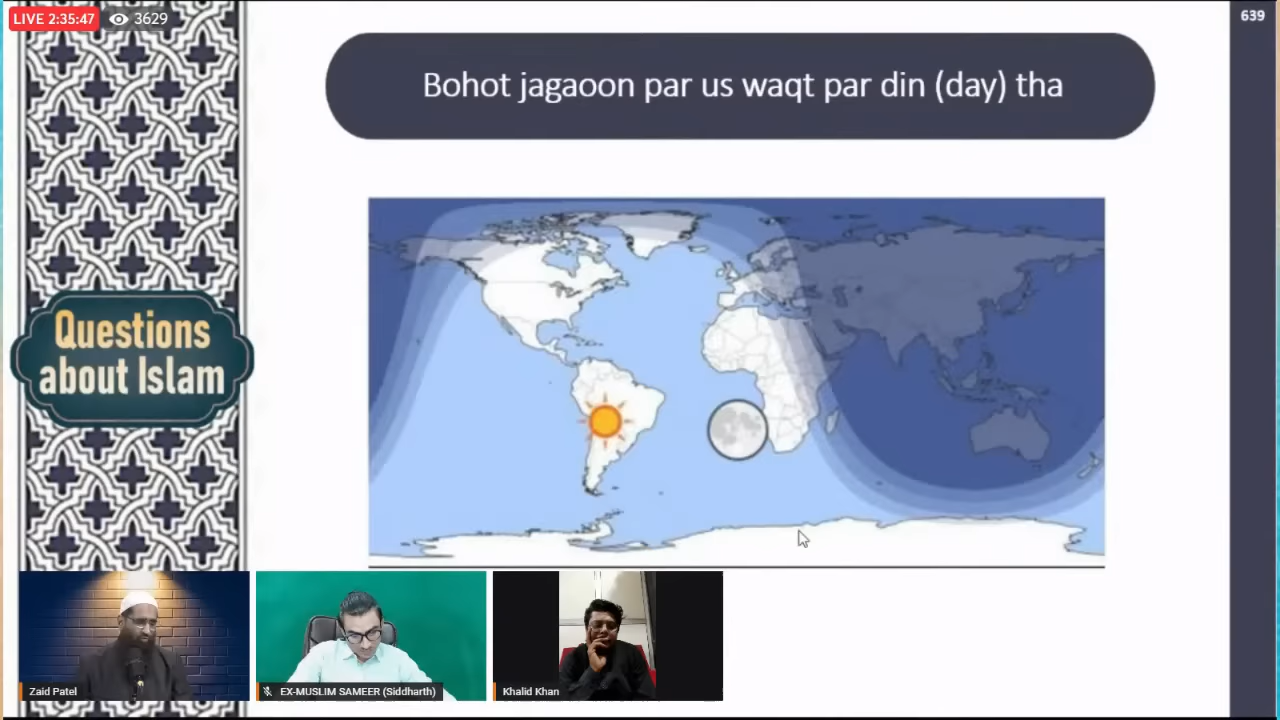 LIVE 2:35:47 3629
639
Bohot jagaoon par us waqt par din (day) tha
Questions
about Islam
Zaid Patel
EX-MUSLIM SAMEER (Siddharth)
Khalid Khan